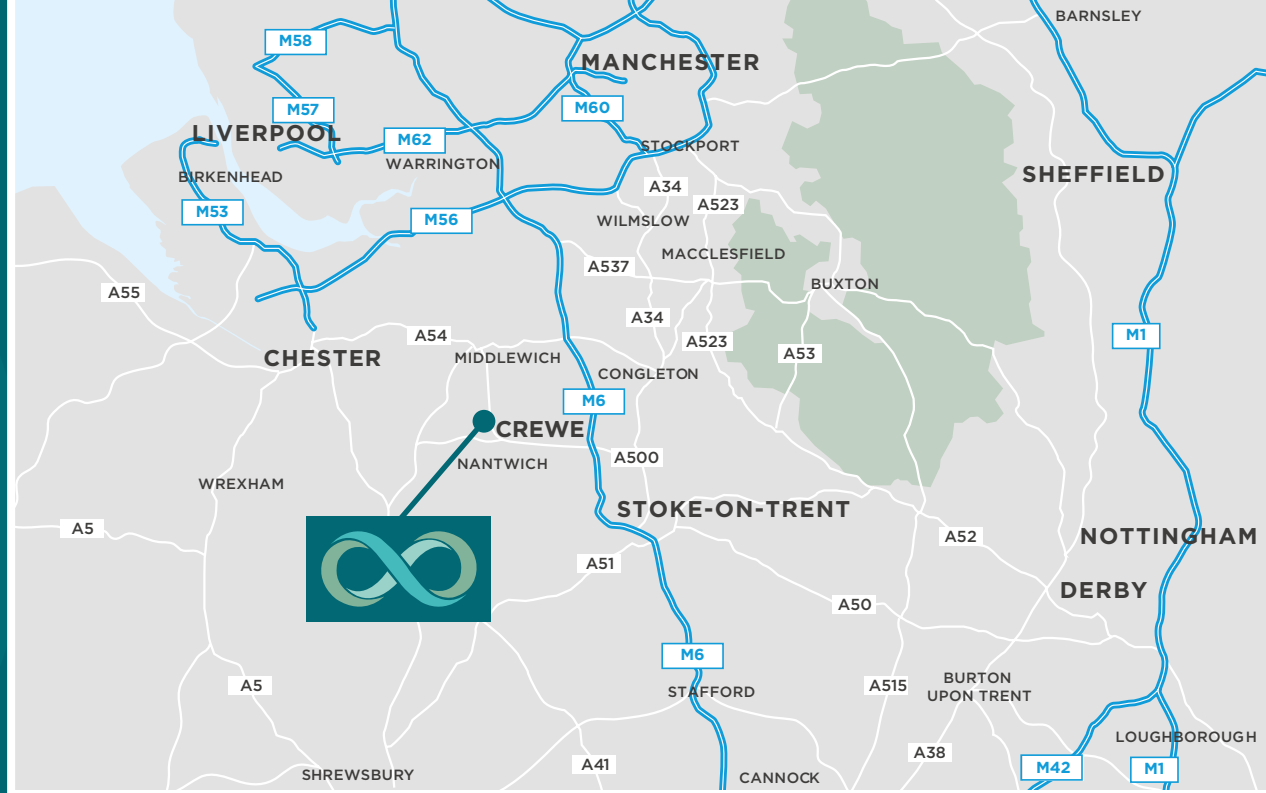 BARNSLEY
M58
MANCHESTER
M57
M60
LIVERPOOL
M62
STOCKPORT
WARRINGTON
SHEFFIELD
BIRKENHEAD
A34
A523
M53
M56
WILMSLOW
MACCLESFIELD
A537
BUXTON
A55
A34
A54
M1
A523
A53
CHESTER
MIDDLEWICH
CONGLETON
M6
CREWE
A500
NANTWICH
WREXHAM
STOKE-ON-TRENT
A5
A52
NOTTINGHAM
A51
DERBY
A50
M6
A5
STAFFORD
A515
BURTON
UPON TRENT
LOUGHBOROUGH
A38
A41
M42
M1
SHREWSBURY
CANNOCK